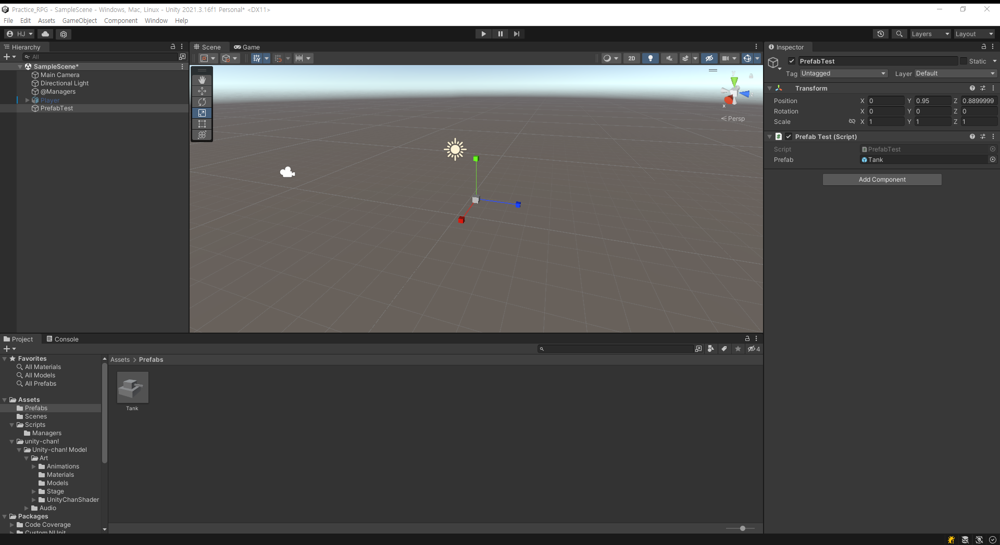 Practice_RPG - SampleScene - Windows, Mac, Linux - Unity 2021.3.16f1 Personal* <DX11>
File Edit Assets GameObject Component Window Help
HJ
Layers
Layout
Hierarchy
All
SampleScene*
Main Camera
Directional Light
@Managers
Player
PrefabTest
Scene
Game
2D
y
x
Persp
Inspector
PrefabTest
Static
Tag Untagged
Layer Default
Transform
Position X 0 Y 0.95 Z 0.8899999
Rotation X 0 Y 0 Z 0
Scale X 1 Y 1 Z 1
# Prefab Test (Script)
Script PrefabTest
Prefab Tank
Add Component
Project
Console
4
Favorites
All Materials
All Models
All Prefabs
Assets
Prefabs
Scenes
Scripts
Managers
unity-chan!
Unity-chan! Model
Art
Animations
Materials
Models
Stage
UnityChanShader
Audio
Packages
Code Coverage
Custom NUnit
Assets > Prefabs
Tank